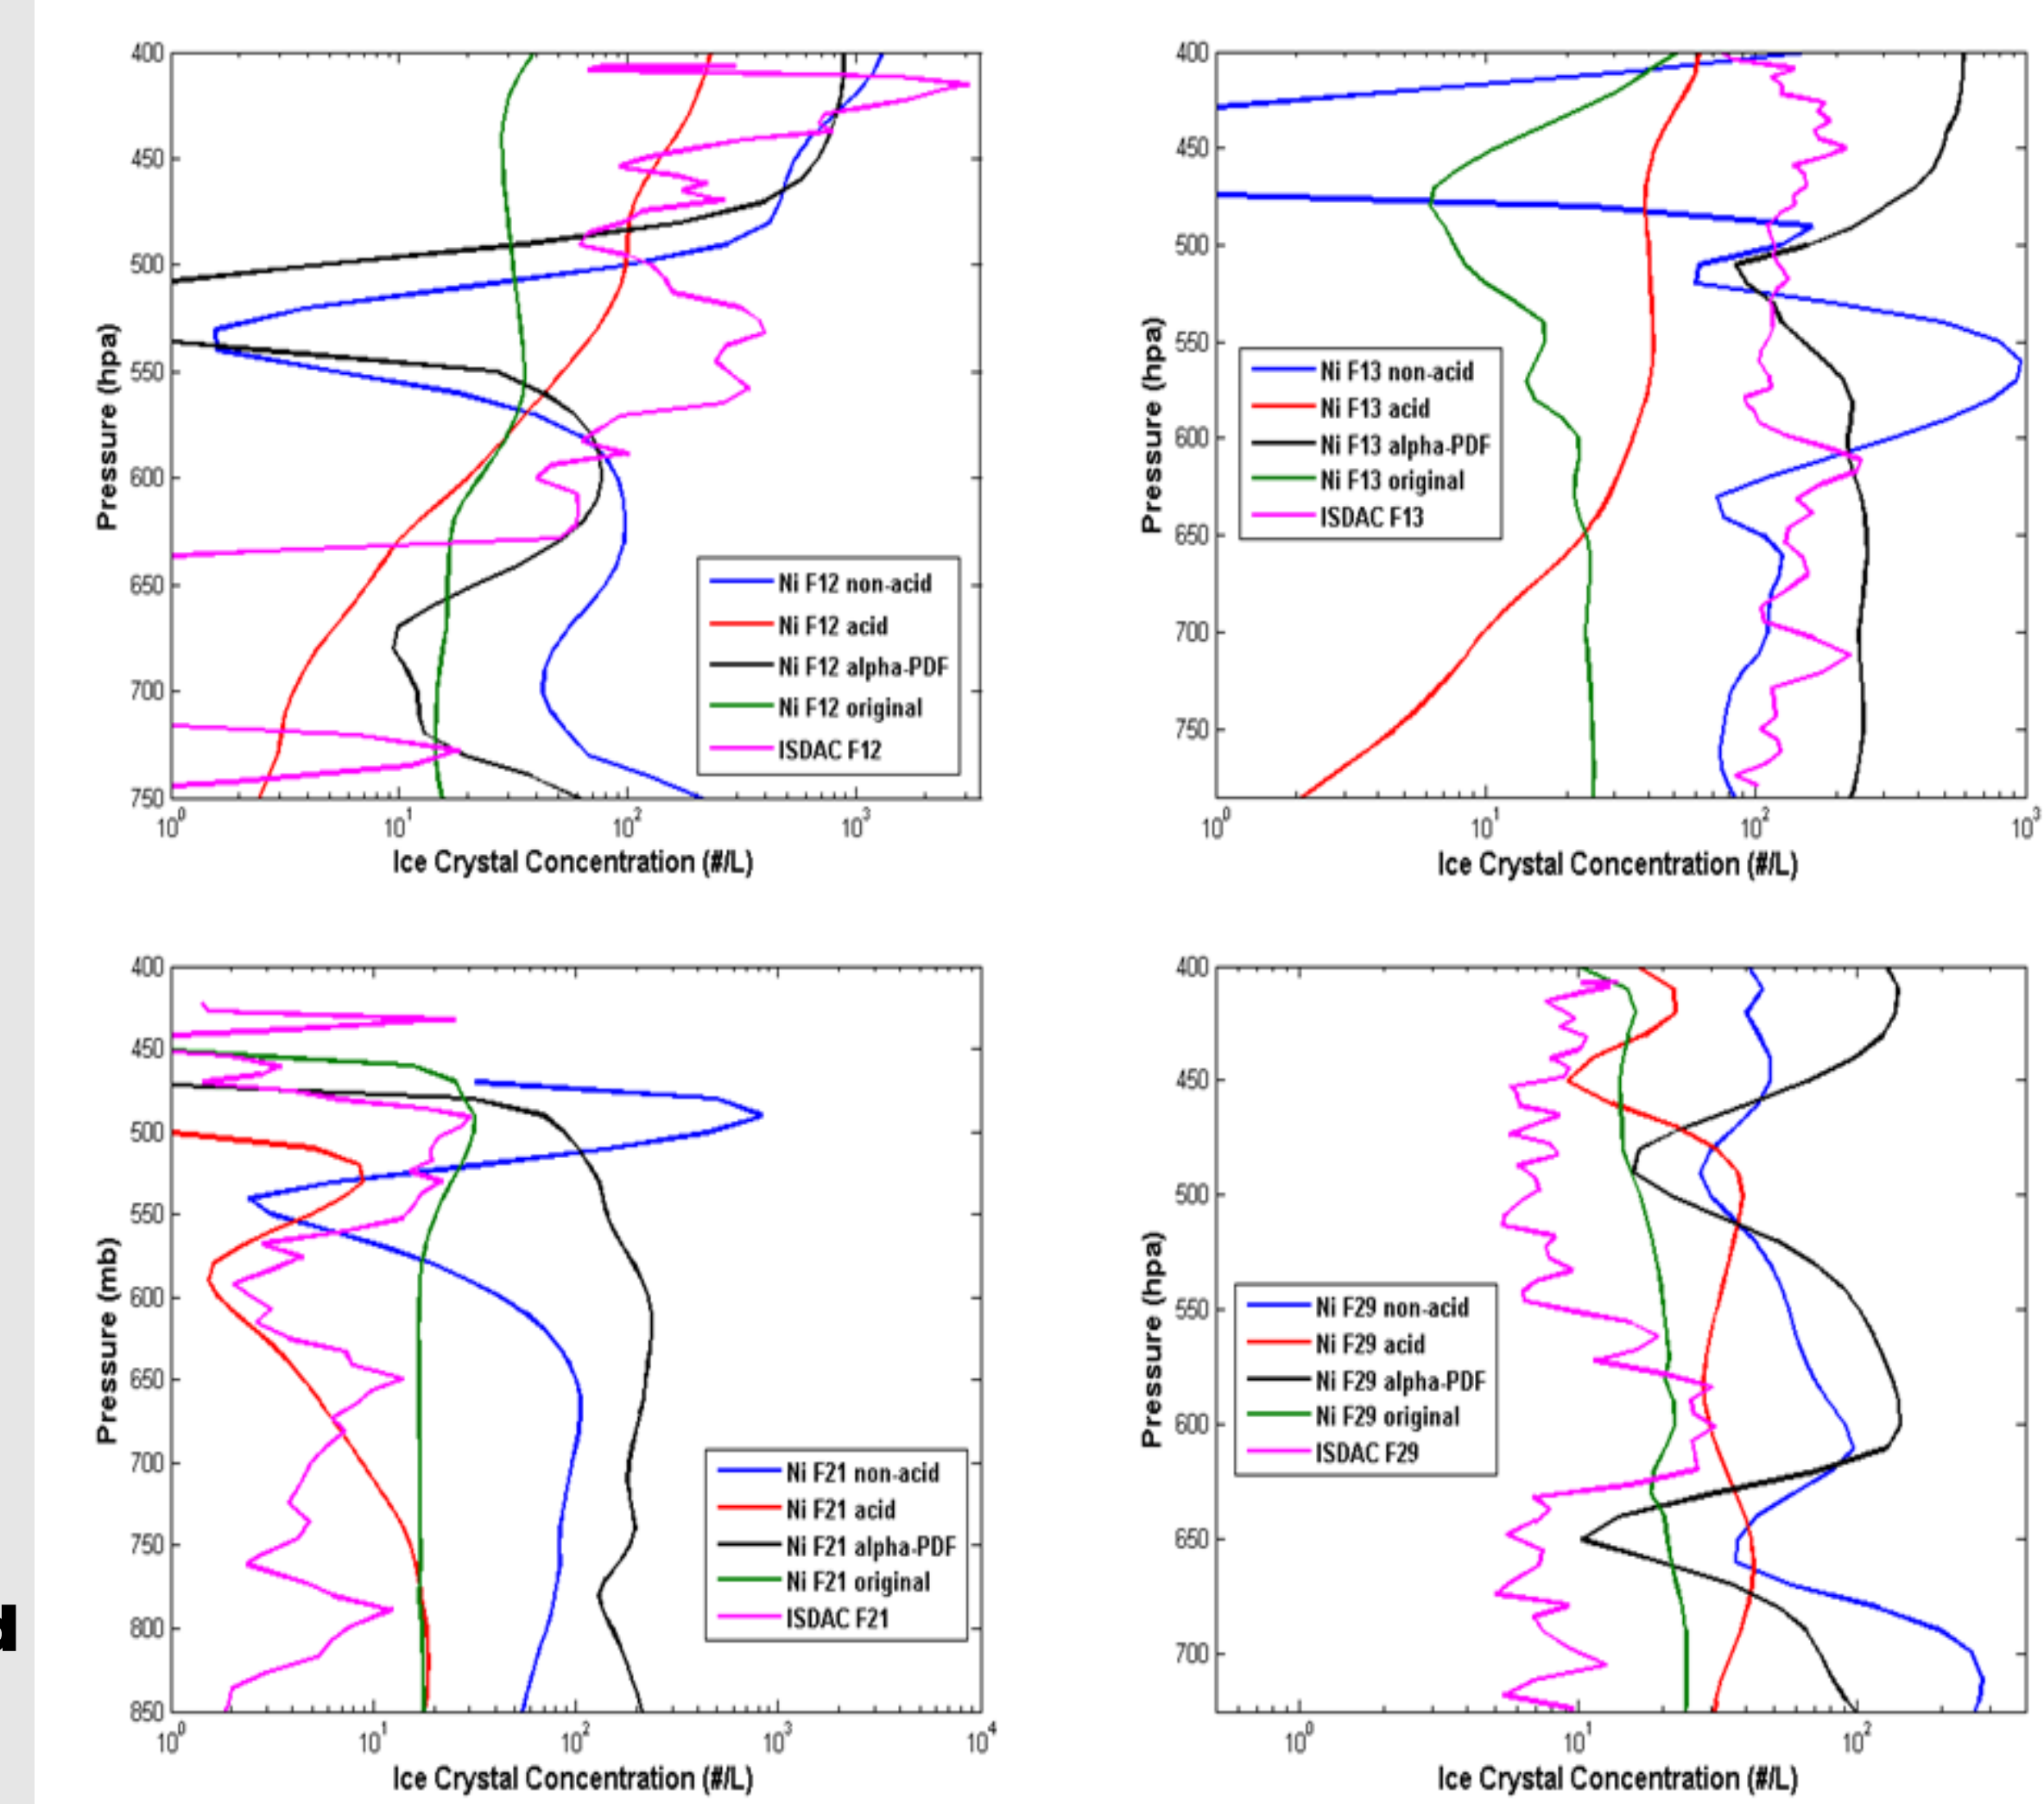 400
450
500
550
600
650
700
750
10^0
10^1
10^2
10^3
Pressure (hpa)
Ice Crystal Concentration (#/L)
Ni F12 non-acid
Ni F12 acid
Ni F12 alpha-PDF
Ni F12 original
ISDAC F12
400
450
500
550
600
650
700
750
10^0
10^1
10^2
10^3
Pressure (hpa)
Ice Crystal Concentration (#/L)
Ni F13 non-acid
Ni F13 acid
Ni F13 alpha-PDF
Ni F13 original
ISDAC F13
400
450
500
550
600
650
700
750
800
850
10^0
10^1
10^2
10^3
10^4
Pressure (mb)
Ice Crystal Concentration (#/L)
Ni F21 non-acid
Ni F21 acid
Ni F21 alpha-PDF
Ni F21 original
ISDAC F21
400
450
500
550
600
650
700
10^0
10^1
10^2
Pressure (hpa)
Ice Crystal Concentration (#/L)
Ni F29 non-acid
Ni F29 acid
Ni F29 alpha-PDF
Ni F29 original
ISDAC F29